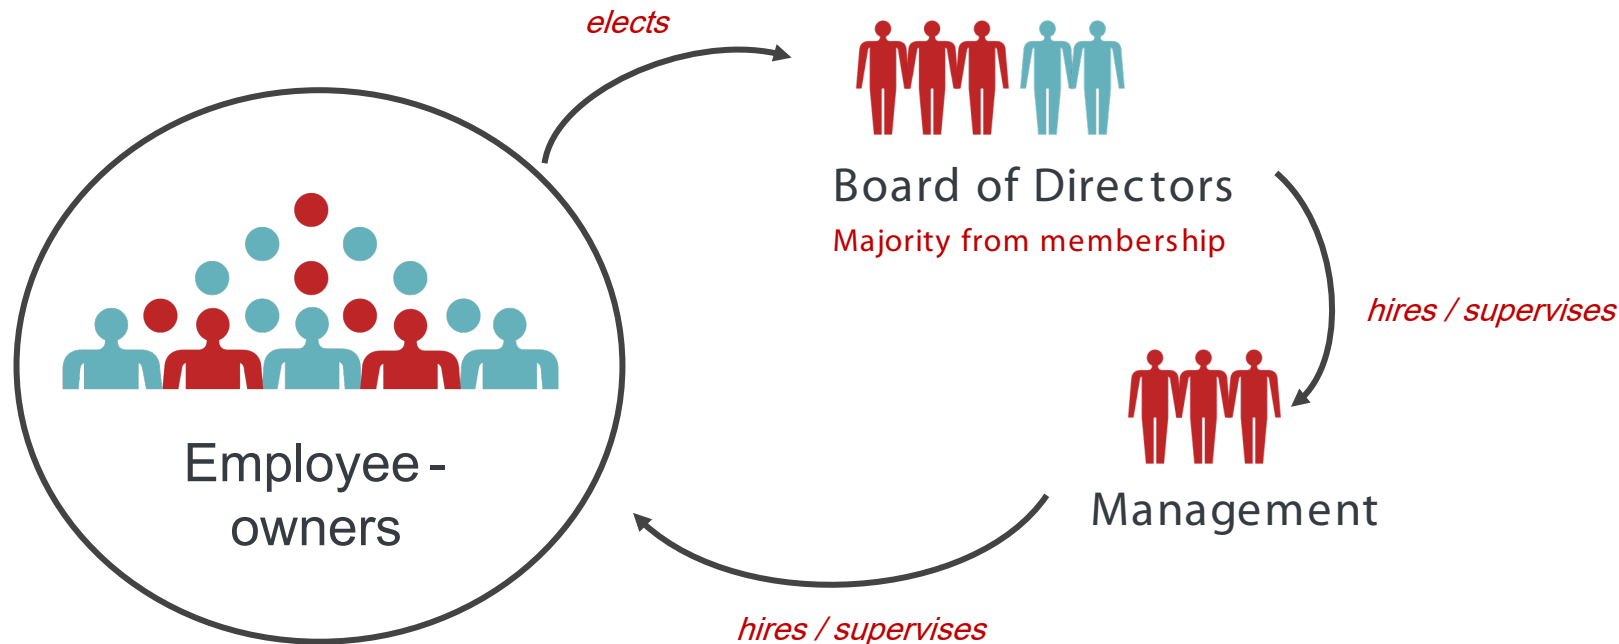 elects
Board of Directors
Majority from membership
hires / supervises
Employee-
owners
Management
hires / supervises